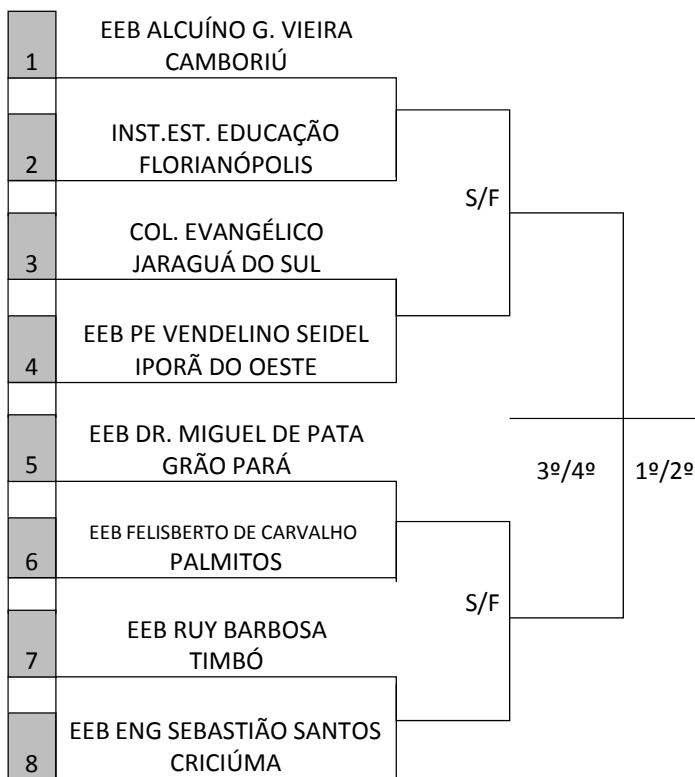 1
EEB ALCUÍNO G. VIEIRA
CAMBORIÚ
2
INST.EST. EDUCAÇÃO
FLORIANÓPOLIS
S/F
3
COL. EVANGÉLICO
JARAGUÁ DO SUL
4
EEB PE VENDELINO SEIDEL
IPORÃ DO OESTE
5
EEB DR. MIGUEL DE PATA
GRÃO PARÁ
3º/4º
1º/2º
6
EEB FELISBERTO DE CARVALHO
PALMITOS
S/F
7
EEB RUY BARBOSA
TIMBÓ
8
EEB ENG SEBASTIÃO SANTOS
CRICIÚMA